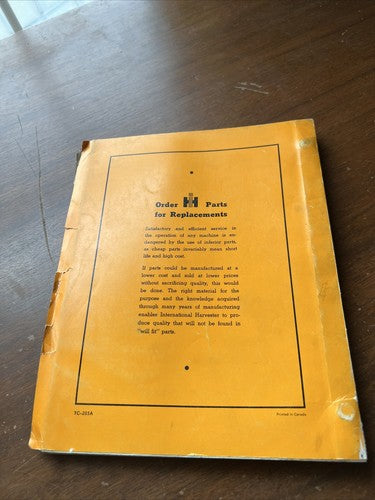 Order IH Parts
for Replacements
Satisfactory and efficient service in
the operation of any machine is en-
dangered by the use of inferior parts,
as cheap parts invariably mean short
life and high cost.
If parts could be manufactured at a
lower cost and sold at lower prices
without sacrificing quality, this would
be done. The right material for the
purpose and the knowledge acquired
through many years of manufacturing
enables International Harvester to pro-
duce quality that will not be found in
"will fit" parts.
TC-205A
Printed in Canada